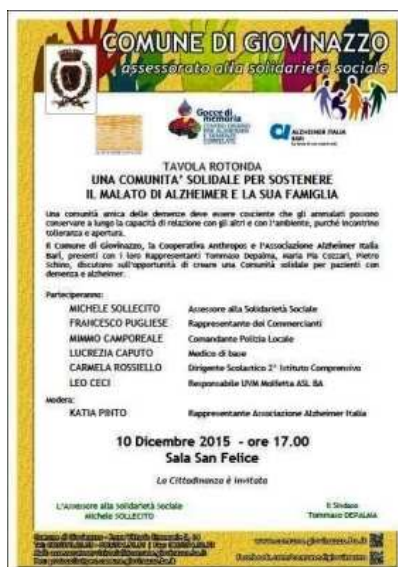 COMUNE DI GIOVINAZZO
assessorato alla solidarietà sociale
Gocce di
memoria
ALZHEIMER ITALIA
BARI
TAVOLA ROTONDA
UNA COMUNITA' SOLIDALE PER SOSTENERE
IL MALATO DI ALZHEIMER E LA SUA FAMIGLIA
Una comunità amica delle demenze deve essere cosciente che gli ammalati possono
conservare a lungo la capacità di relazione con gli altri e con l'ambiente, purché incontrino
tolleranza e apertura.
Il Comune di Giovinazzo, la Cooperativa Anthropos e l'Associazione Alzheimer Italia
Bari, presenti con i loro Rappresentanti Tommaso Depalma, Maria Pia Cozzari, Pietro
Schino, discutono sull'opportunità di creare una Comunità solidale per pazienti con
demenza e alzheimer.
Parteciperanno:
MICHELE SOLLECITO Assessore alla Solidarietà Sociale
FRANCESCO PUGLIESE Rappresentante dei Commercianti
MIMMO CAMPOREALE Comandante Polizia Locale
LUCREZIA CAPUTO Medico di base
CARMELA ROSSIELLO Dirigente Scolastico 2° Istituto Comprensivo
LEO CECI Responsabile UVM Molfetta ASL BA
Modera:
KATIA PINTO Rappresentante Associazione Alzheimer Italia
10 Dicembre 2015 - ore 17.00
Sala San Felice
La Cittadinanza è invitata
L'Assessore alla Solidarietà Sociale Il Sindaco
Michele SOLLECITO Tommaso DEPALMA